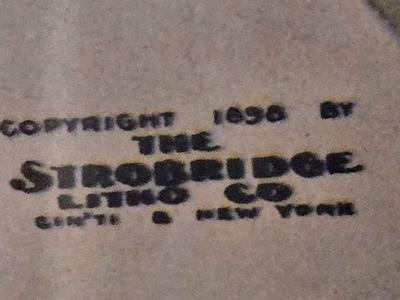 COPYRIGHT 1898 BY
THE
STROBRIDGE
LITHO CO
CIN'TI & NEW YORK